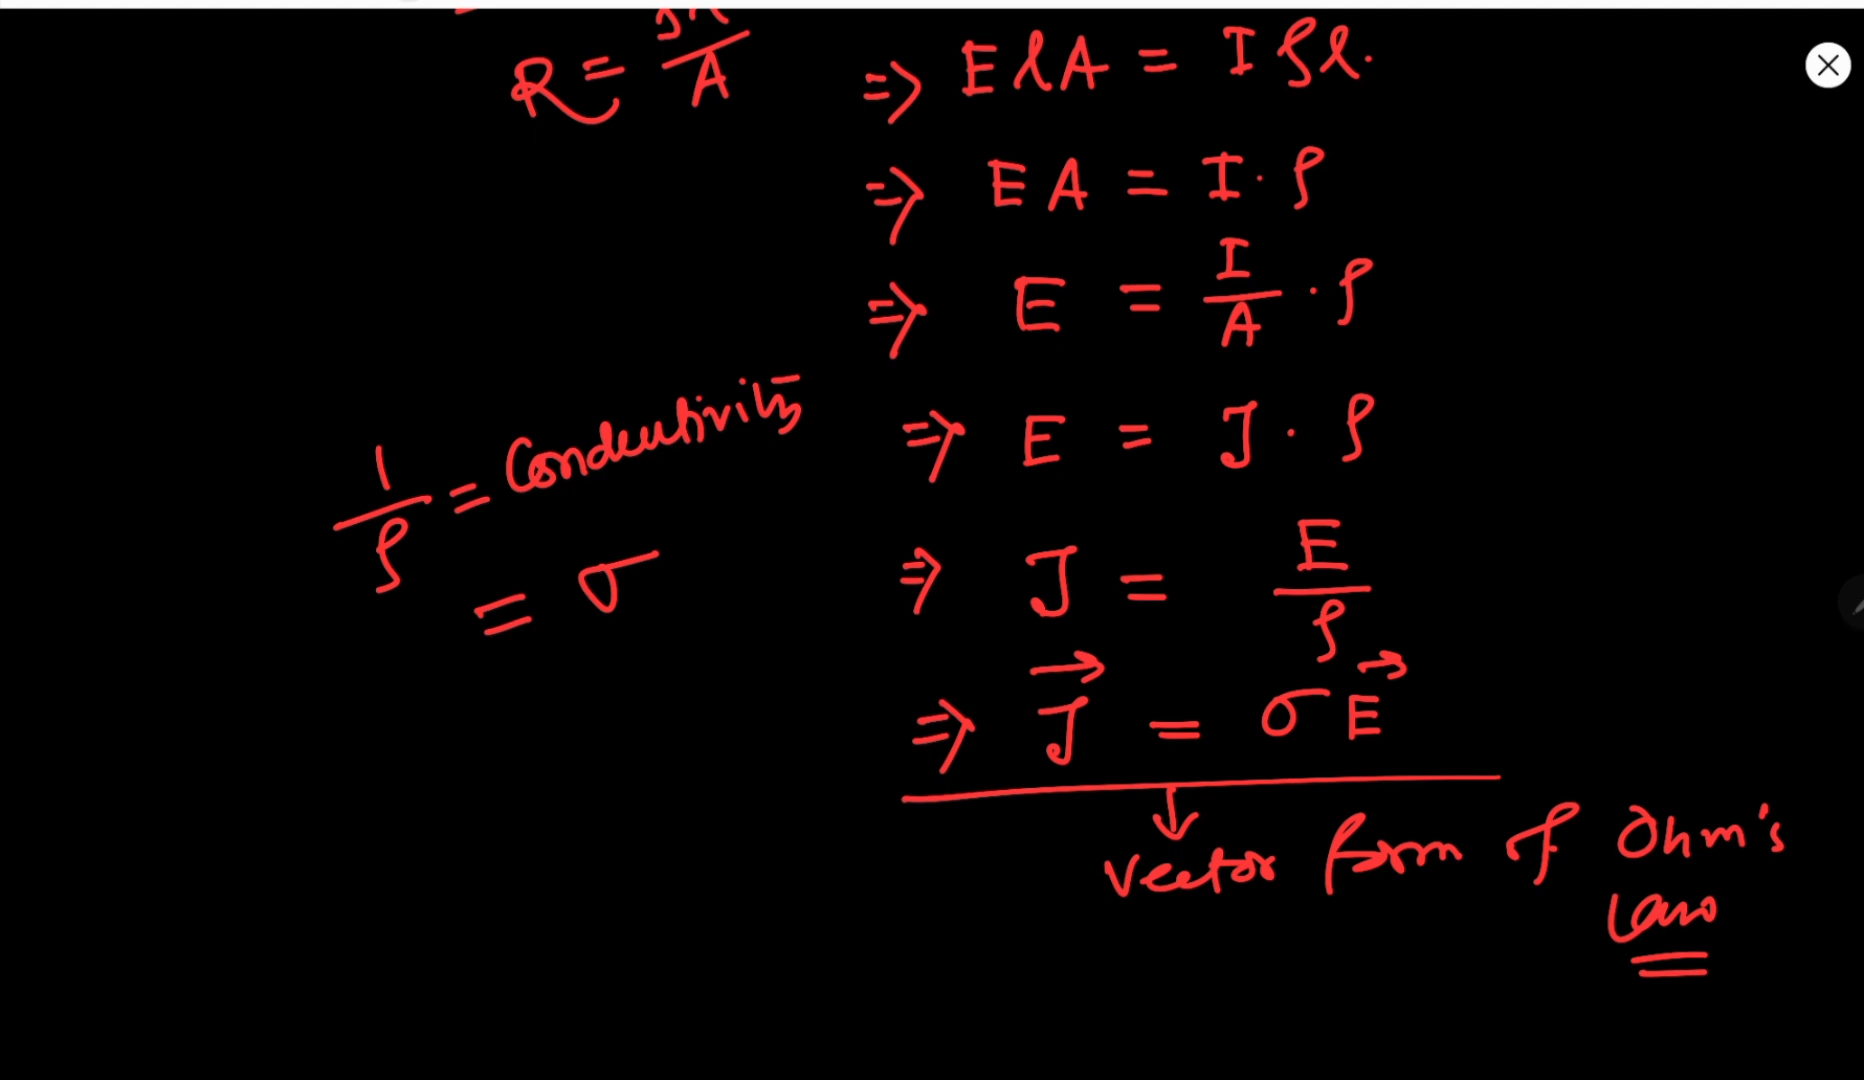 R = ρl/A
⇒ ElA = Iρl.
⇒ EA = I·ρ
⇒ E = I/A · ρ
⇒ E = J · ρ
1/ρ = Conductivity
= σ
⇒ J = E/ρ
⇒ J⃗ = σE⃗
↓
Vector form of Ohm's
Law